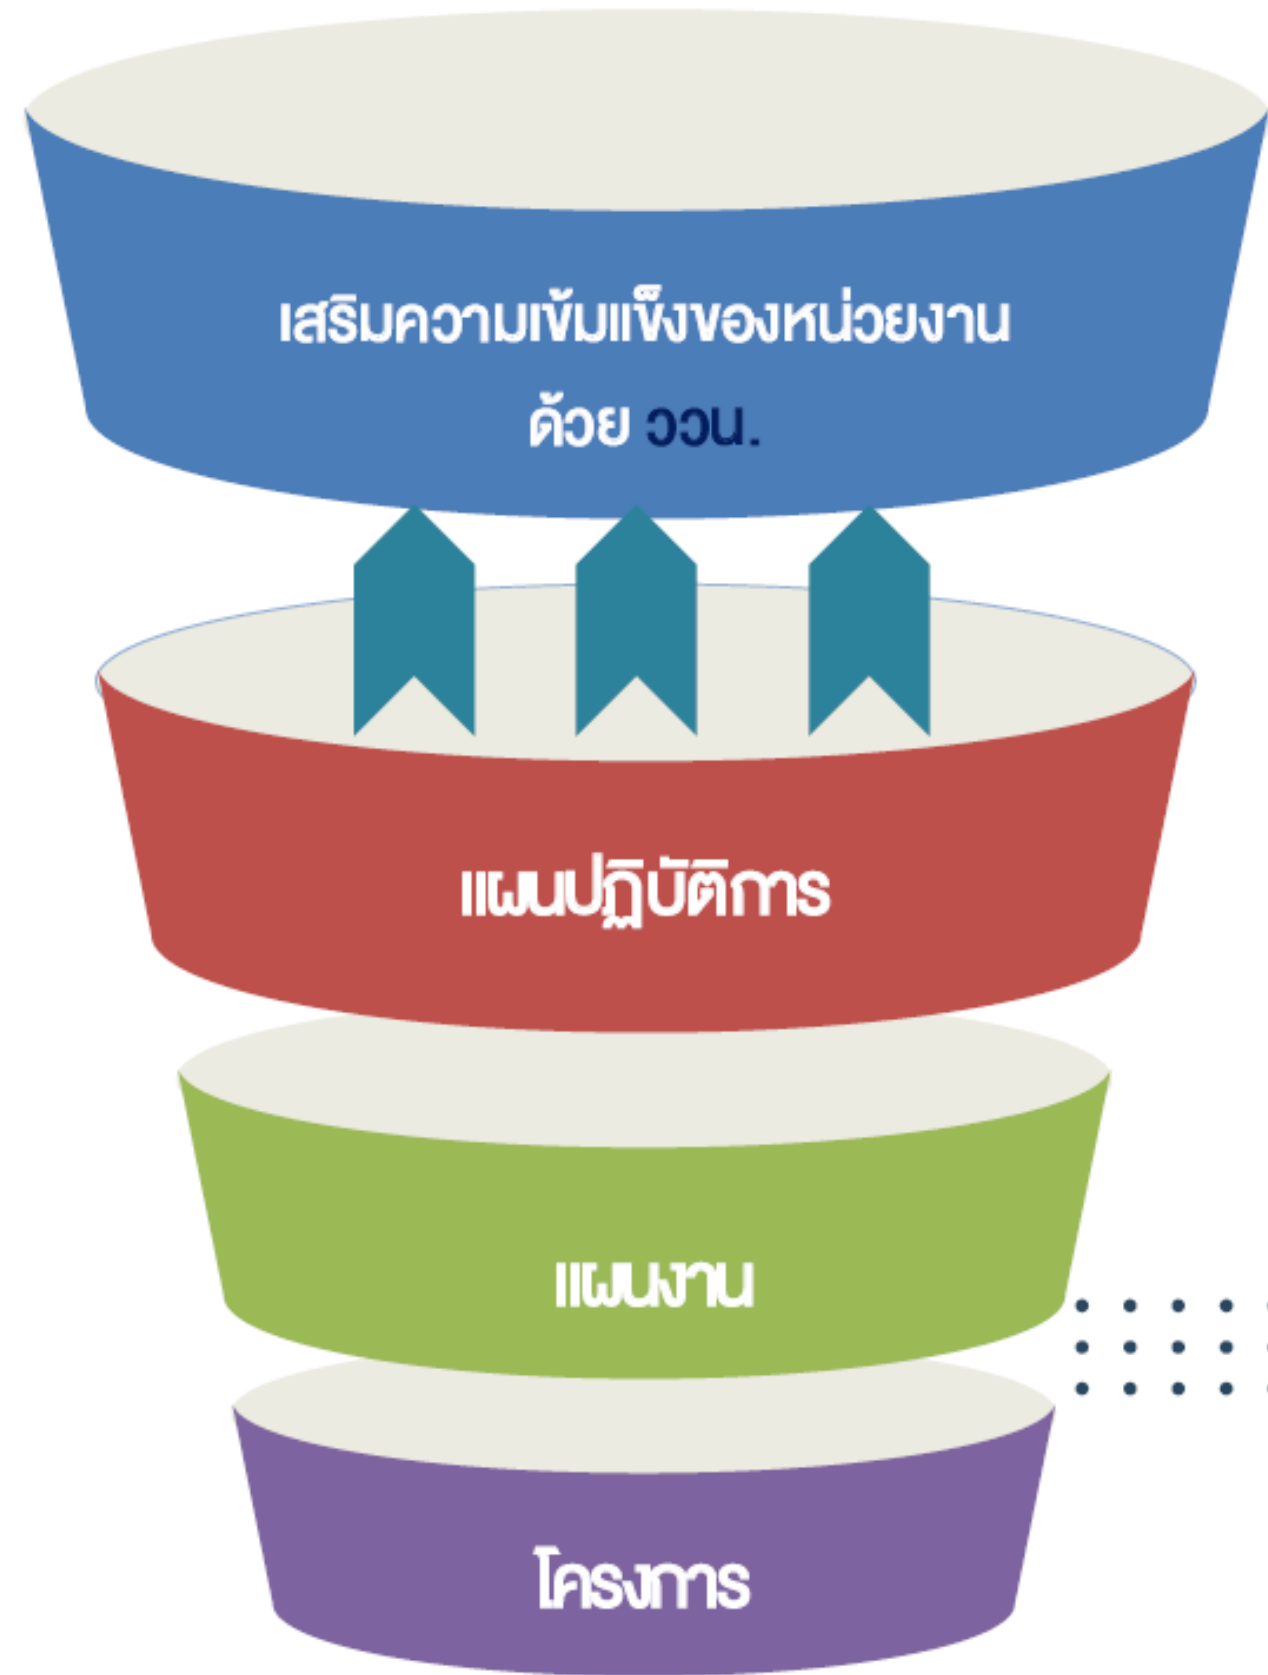 เสริมความเข้มแข็งของหน่วยงาน
ด้วย ววน.
แผนปฏิบัติการ
แผนงาน
โครงการ